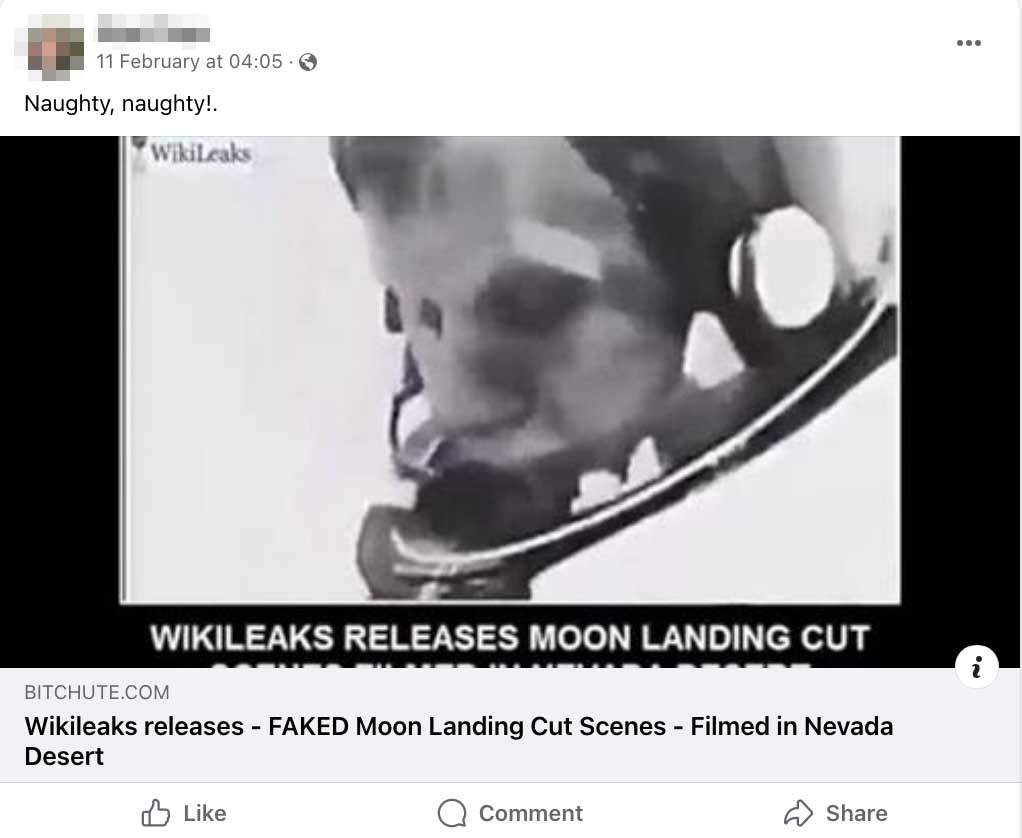 11 February at 04:05 ·
Naughty, naughty!.
WikiLeaks
WIKILEAKS RELEASES MOON LANDING CUT
BITCHUTE.COM
Wikileaks releases - FAKED Moon Landing Cut Scenes - Filmed in Nevada
Desert
Like
Comment
Share